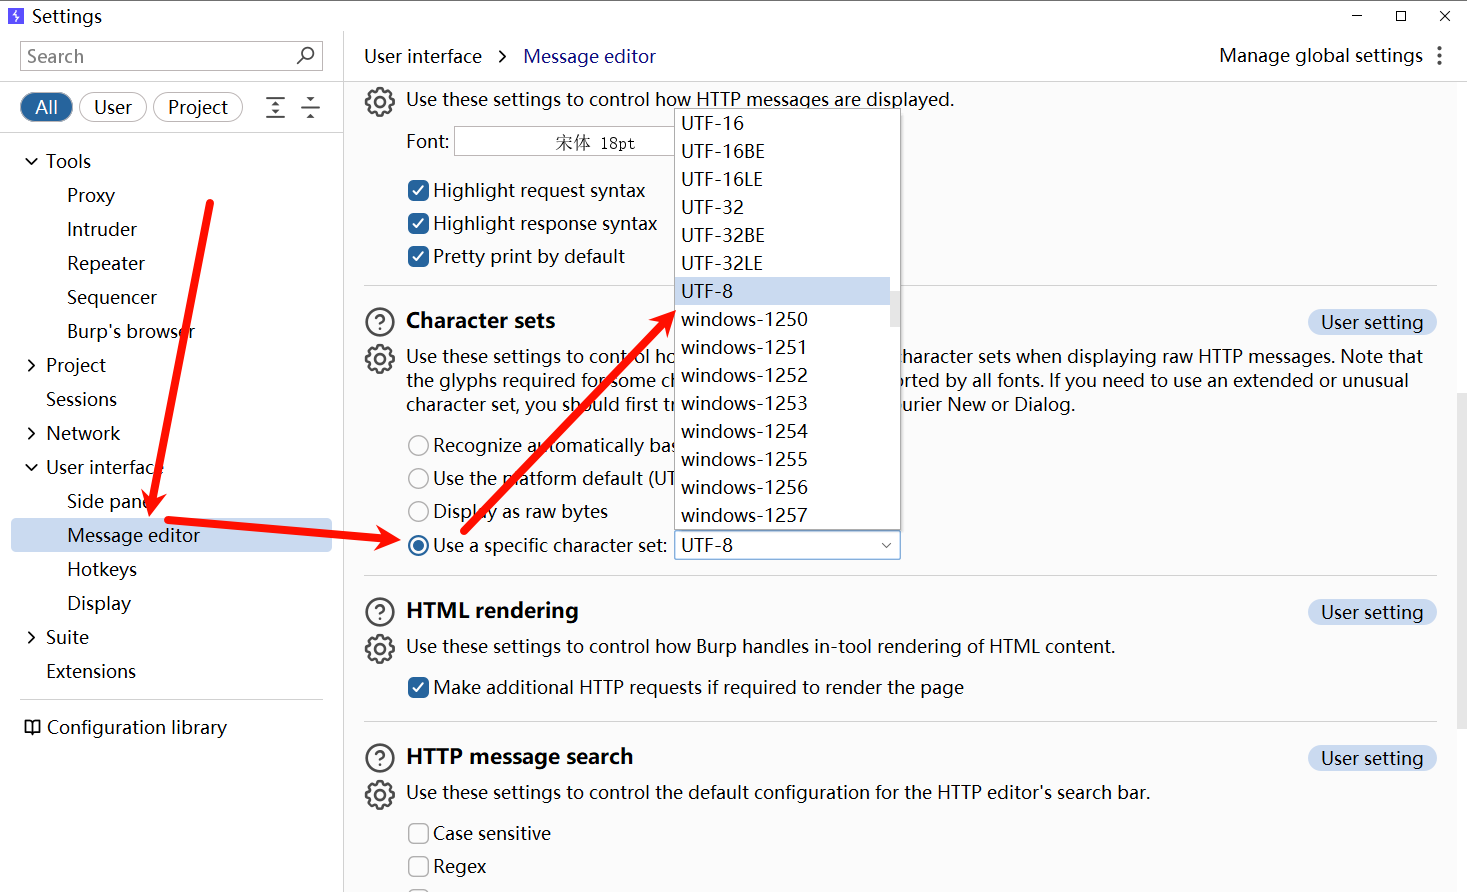 Settings
Search
All
User
Project
Tools
Proxy
Intruder
Repeater
Sequencer
Burp's browser
Project
Sessions
Network
User interface
Side pane
Message editor
Hotkeys
Display
Suite
Extensions
Configuration library
User interface > Message editor
Manage global settings
Use these settings to control how HTTP messages are displayed.
Font: 宋体 18pt
Highlight request syntax
Highlight response syntax
Pretty print by default
UTF-16
UTF-16BE
UTF-16LE
UTF-32
UTF-32BE
UTF-32LE
UTF-8
windows-1250
windows-1251
windows-1252
windows-1253
windows-1254
windows-1255
windows-1256
windows-1257
Character sets
User setting
Use these settings to control ho character sets when displaying raw HTTP messages. Note that
the glyphs required for some ch orted by all fonts. If you need to use an extended or unusual
character set, you should first tr ourier New or Dialog.
Recognize automatically bas
Use the platform default (UT
Display as raw bytes
Use a specific character set: UTF-8
HTML rendering
User setting
Use these settings to control how Burp handles in-tool rendering of HTML content.
Make additional HTTP requests if required to render the page
HTTP message search
User setting
Use these settings to control the default configuration for the HTTP editor's search bar.
Case sensitive
Regex